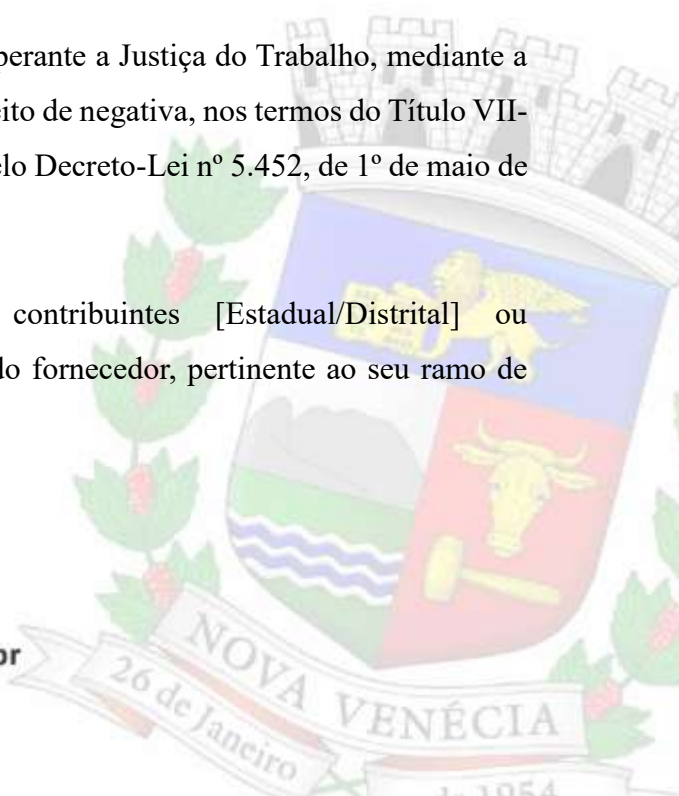 perante a Justiça do Trabalho, mediante a
eito de negativa, nos termos do Título VII-
elo Decreto-Lei nº 5.452, de 1º de maio de
contribuintes [Estadual/Distrital] ou
do fornecedor, pertinente ao seu ramo de
or
NOVA VENÉCIA
26 de Janeiro
de 1954